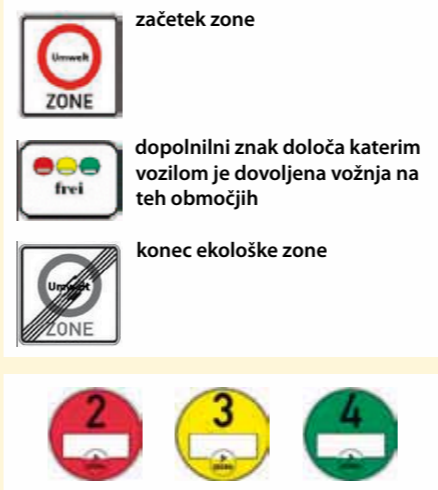 Umwelt
ZONE
začetek zone
frei
dopolnilni znak določa katerim
vozilom je dovoljena vožnja na
teh območjih
Umwelt
ZONE
konec ekološke zone
2 3 4